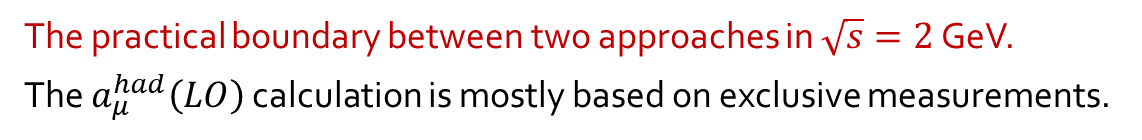 The practical boundary between two approaches in √s = 2 GeV.
The a_μ^had (LO) calculation is mostly based on exclusive measurements.